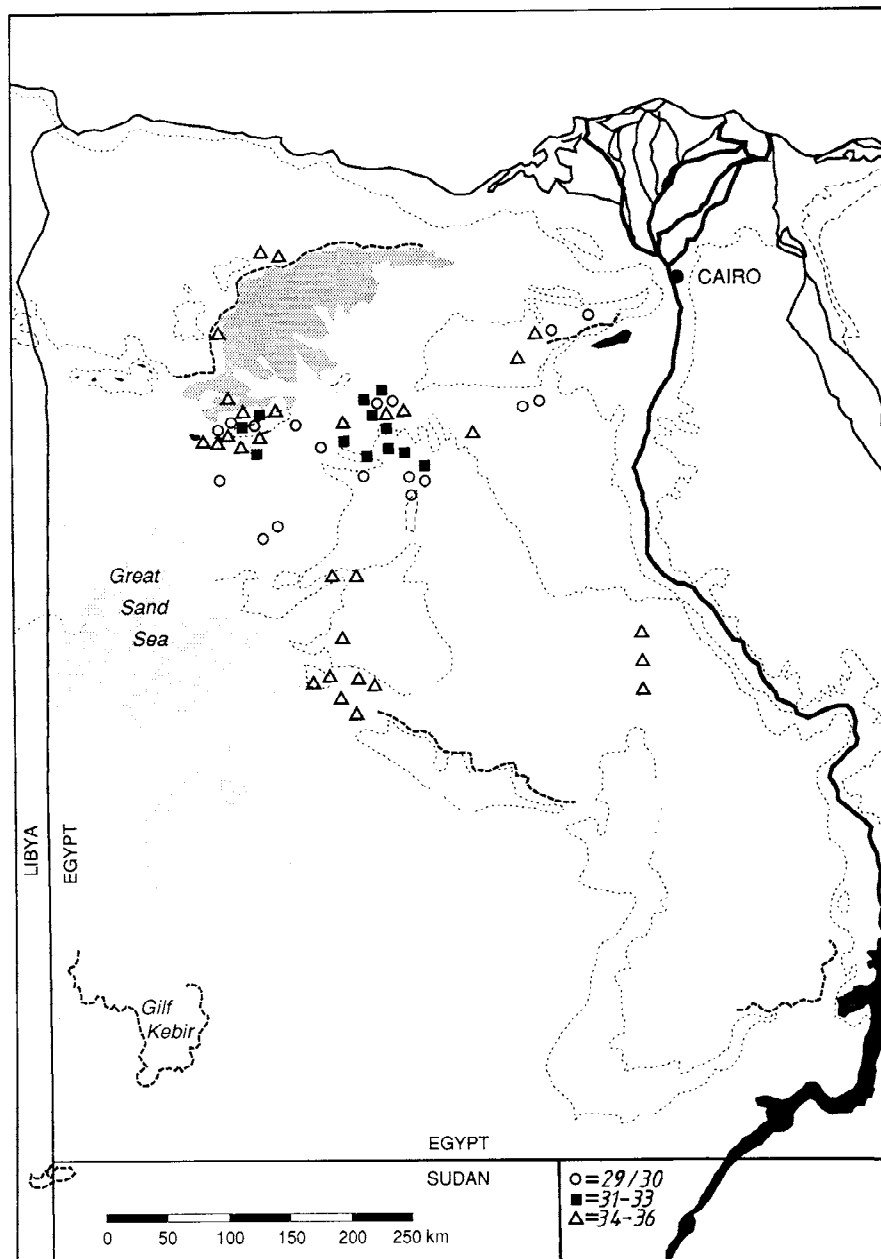 CAIRO
Great
Sand
Sea
LIBYA
EGYPT
Gilf
Kebir
EGYPT
SUDAN
0 50 100 150 200 250 km
○=29/30
■=31-33
△=34-36